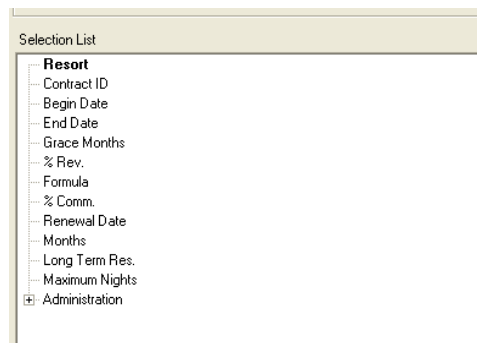 Selection List
Resort
Contract ID
Begin Date
End Date
Grace Months
% Rev.
Formula
% Comm.
Renewal Date
Months
Long Term Res.
Maximum Nights
Administration